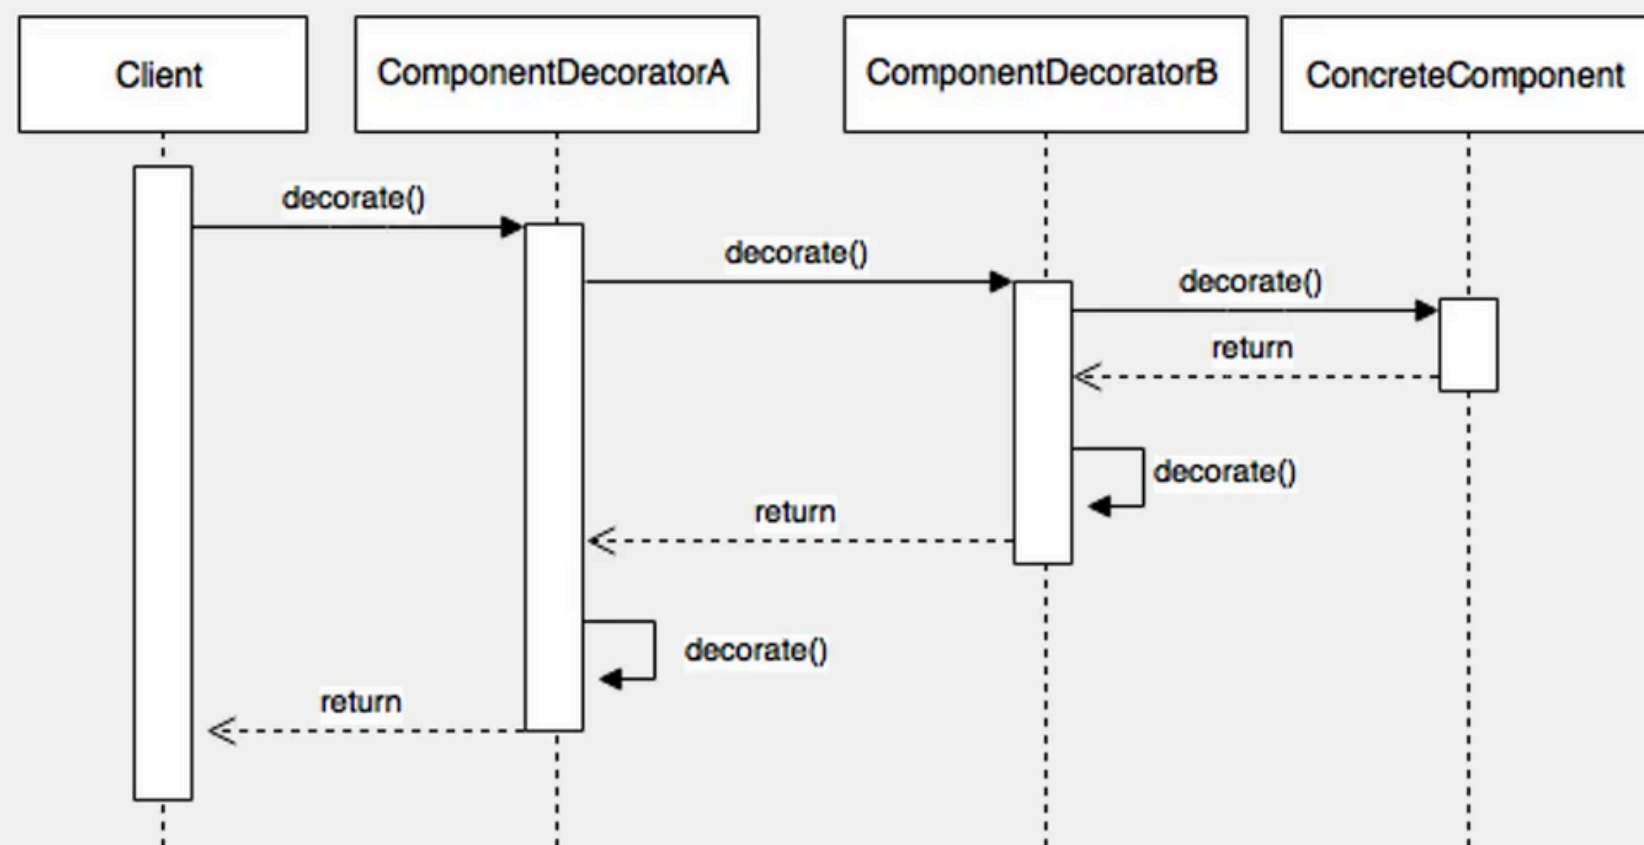 Client
ComponentDecoratorA
ComponentDecoratorB
ConcreteComponent
decorate()
decorate()
decorate()
return
decorate()
return
decorate()
return